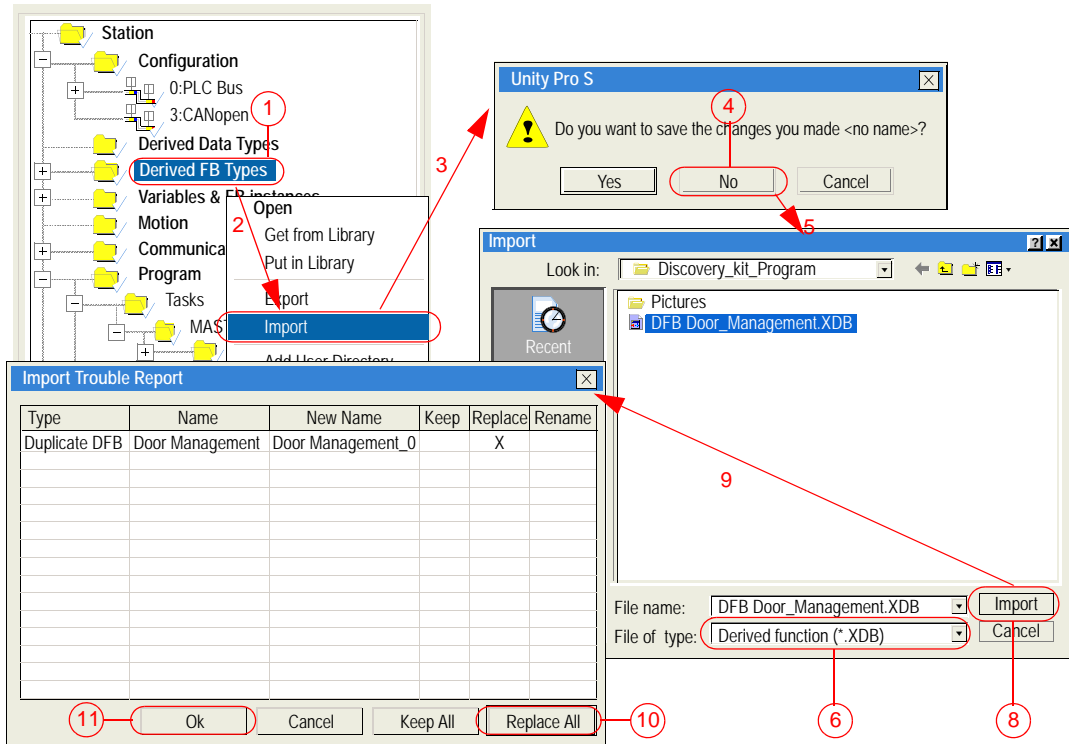 Station
Configuration
0:PLC Bus
3:CANopen
1
Derived Data Types
Derived FB Types
Variables & FB instances
Motion
Communica
Program
Tasks
MAS
2
Open
Get from Library
Put in Library
Export
Import
Add User Directory
3
Unity Pro S
4
Do you want to save the changes you made <no name>?
Yes No Cancel
5
Import
Look in: Discovery_kit_Program
Recent
Pictures
DFB Door_Management.XDB
9
File name: DFB Door_Management.XDB Import
File of type: Derived function (*.XDB) Cancel
6
8
Import Trouble Report
Type Name New Name Keep Replace Rename
Duplicate DFB Door Management Door Management_0 X
11 Ok Cancel Keep All Replace All 10